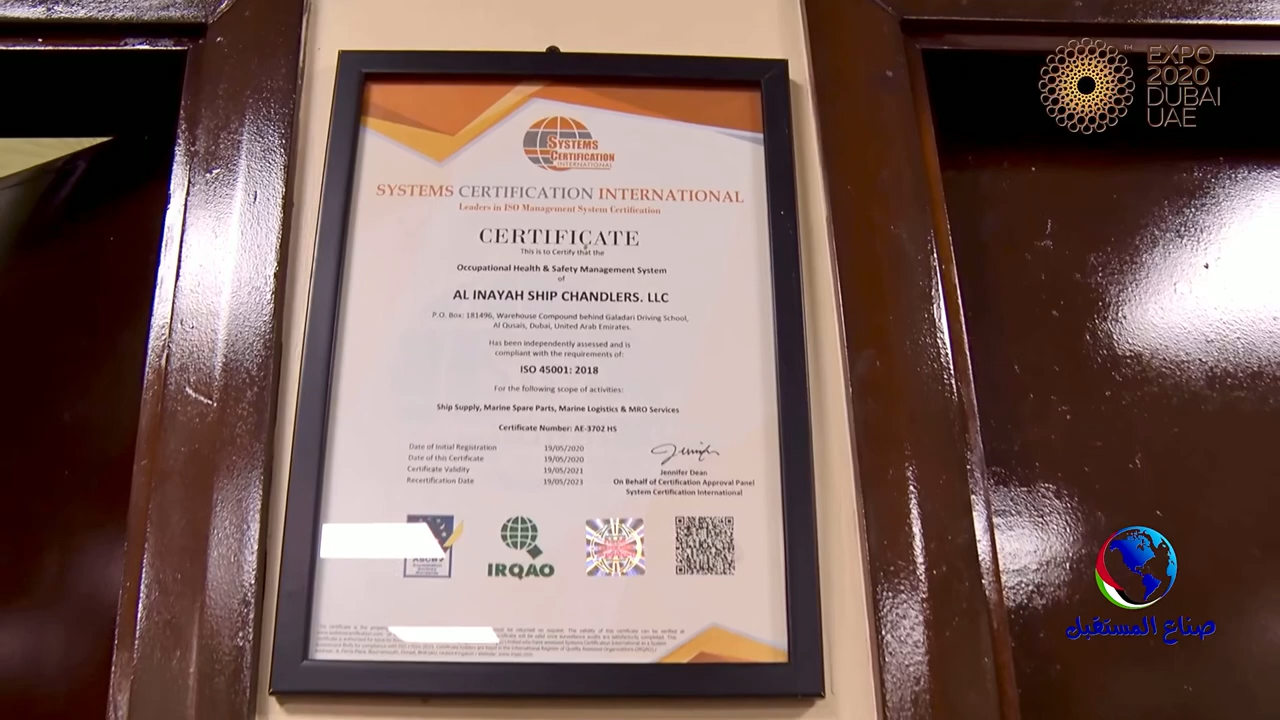 EXPO
2020
DUBAI
UAE
TM
SYSTEMS
CERTIFICATION
INTERNATIONAL
SYSTEMS CERTIFICATION INTERNATIONAL
Leaders in ISO Management System Certification
CERTIFICATE
This is to Certify that the
Occupational Health & Safety Management System
of
AL INAYAH SHIP CHANDLERS. LLC
P.O. Box: 181496, Warehouse Compound behind Galadari Driving School,
Al Qusais, Dubai, United Arab Emirates.
Has been independently assessed and is
compliant with the requirements of:
ISO 45001: 2018
For the following scope of activities:
Ship Supply, Marine Spare Parts, Marine Logistics & MRO Services
Certificate Number: AE-3702 HS
Date of Initial Registration 19/05/2020
Date of this Certificate 19/05/2020
Certificate Validity 19/05/2021
Recertification Date 19/05/2023
Jennifer Dean
On Behalf of Certification Approval Panel
System Certification International
IRQAO
صناع المستقبل